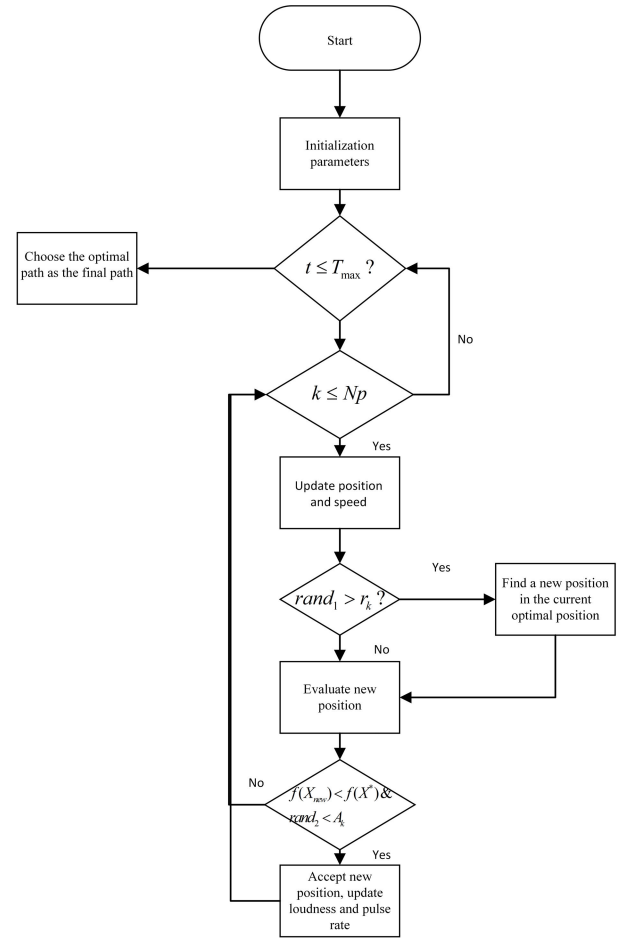 Start
Initialization
parameters
Choose the optimal
path as the final path
t ≤ T_max ?
No
k ≤ Np
Yes
Update position
and speed
Yes
rand_1 > r_k ?
Find a new position
in the current
optimal position
No
Evaluate new
position
No
f(X_new) < f(X^*) &
rand_2 < A_k
Yes
Accept new
position, update
loudness and pulse
rate